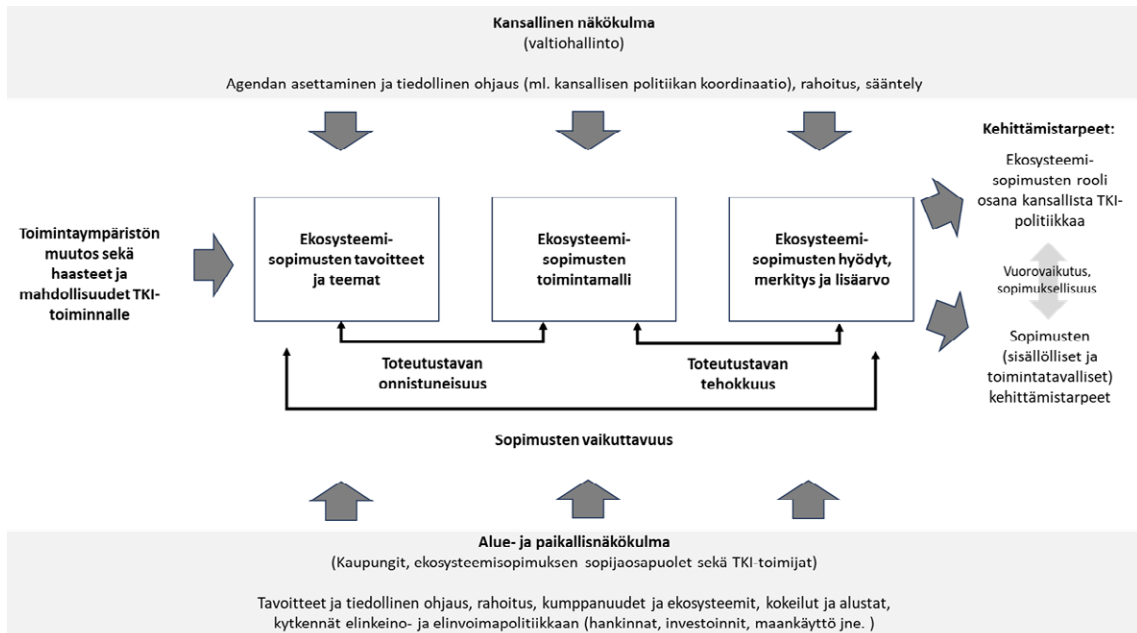 Kansallinen näkökulma
(valtiohallinto)
Agendan asettaminen ja tiedollinen ohjaus (ml. kansallisen politiikan koordinaatio), rahoitus, sääntely
Toimintaympäristön
muutos sekä
haasteet ja
mahdollisuudet TKI-
toiminnalle
Ekosysteemi-
sopimusten tavoitteet
ja teemat
Ekosysteemi-
sopimusten
toimintamalli
Ekosysteemi-
sopimusten hyödyt,
merkitys ja lisäarvo
Toteutustavan
onnistuneisuus
Toteutustavan
tehokkuus
Sopimusten vaikuttavuus
Kehittämistarpeet:
Ekosysteemi-
sopimusten rooli
osana kansallista TKI-
politiikkaa
Vuorovaikutus,
sopimuksellisuus
Sopimusten
(sisällölliset ja
toimintatavalliset)
kehittämistarpeet
Alue- ja paikallisnäkökulma
(Kaupungit, ekosysteemisopimuksen sopijaosapuolet sekä TKI-toimijat)
Tavoitteet ja tiedollinen ohjaus, rahoitus, kumppanuudet ja ekosysteemit, kokeilut ja alustat,
kytkennät elinkeino- ja elinvoimapolitiikkaan (hankinnat, investoinnit, maankäyttö jne. )